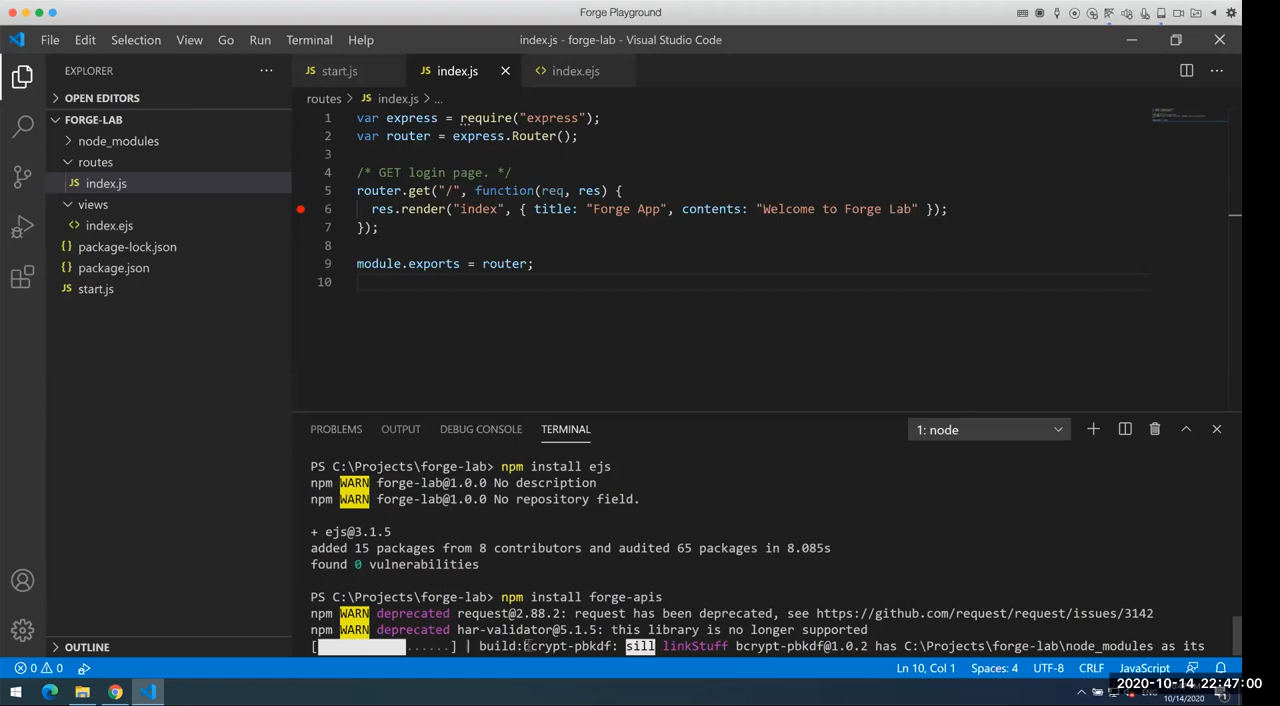 Forge Playground
File Edit Selection View Go Run Terminal Help index.js - forge-lab - Visual Studio Code
EXPLORER
OPEN EDITORS
FORGE-LAB
node_modules
routes
JS index.js
views
<> index.ejs
{} package-lock.json
{} package.json
JS start.js
OUTLINE
JS start.js JS index.js <> index.ejs
routes > JS index.js > ...
1 var express = require("express");
2 var router = express.Router();
3
4 /* GET login page. */
5 router.get("/", function(req, res) {
6 res.render("index", { title: "Forge App", contents: "Welcome to Forge Lab" });
7 });
8
9 module.exports = router;
10
PROBLEMS OUTPUT DEBUG CONSOLE TERMINAL 1: node
PS C:\Projects\forge-lab> npm install ejs
npm WARN forge-lab@1.0.0 No description
npm WARN forge-lab@1.0.0 No repository field.
+ ejs@3.1.5
added 15 packages from 8 contributors and audited 65 packages in 8.085s
found 0 vulnerabilities
PS C:\Projects\forge-lab> npm install forge-apis
npm WARN deprecated request@2.88.2: request has been deprecated, see https://github.com/request/request/issues/3142
npm WARN deprecated har-validator@5.1.5: this library is no longer supported
[ ......] | build:bcrypt-pbkdf: sill linkStuff bcrypt-pbkdf@1.0.2 has C:\Projects\forge-lab\node_modules as its
0 0 Ln 10, Col 1 Spaces: 4 UTF-8 CRLF JavaScript
2020-10-14 22:47:00
ENG
10/14/2020